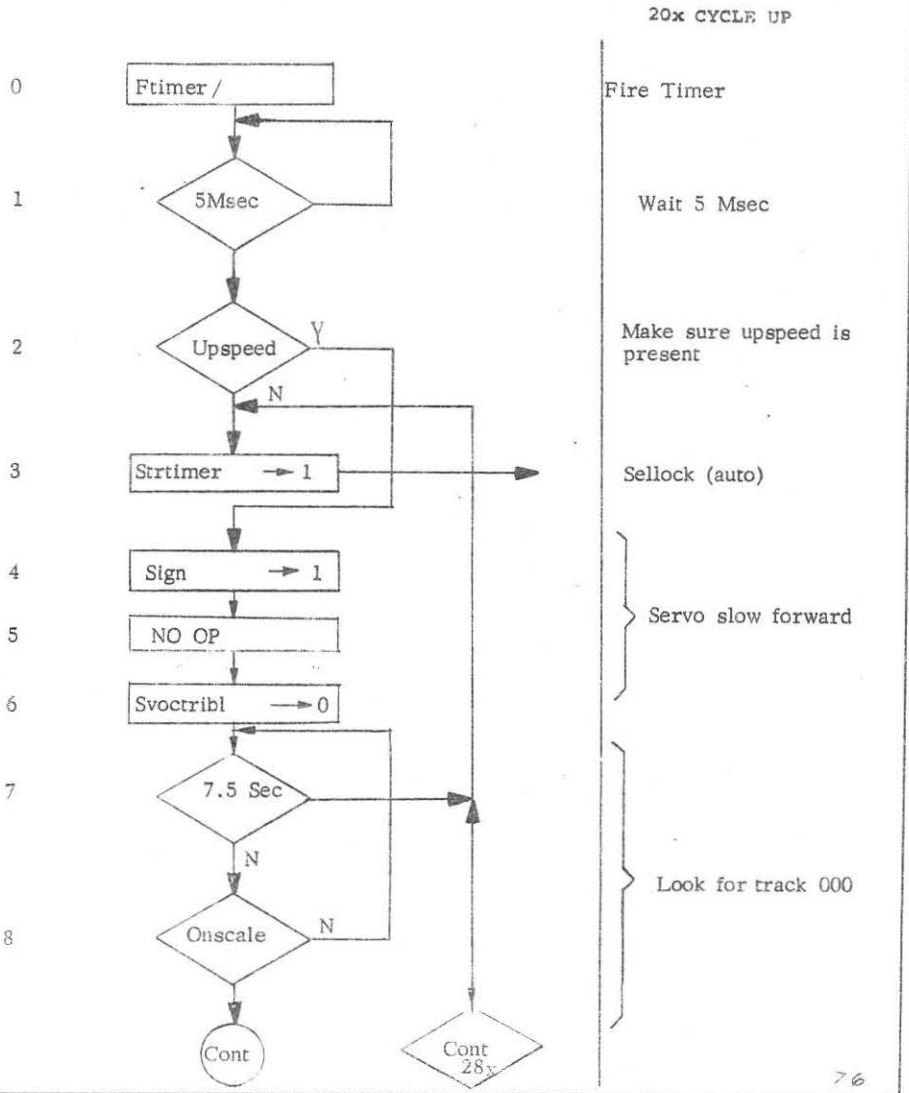 20x CYCLE UP
0 Ftimer / Fire Timer
1 5Msec Wait 5 Msec
2 Upspeed Y Make sure upspeed is
present
N
3 Strtimer → 1 Sellock (auto)
4 Sign → 1
5 NO OP Servo slow forward
6 Svoctribl → 0
7 7.5 Sec
N
Look for track 000
8 Onscale N
Cont
Cont
28x
76